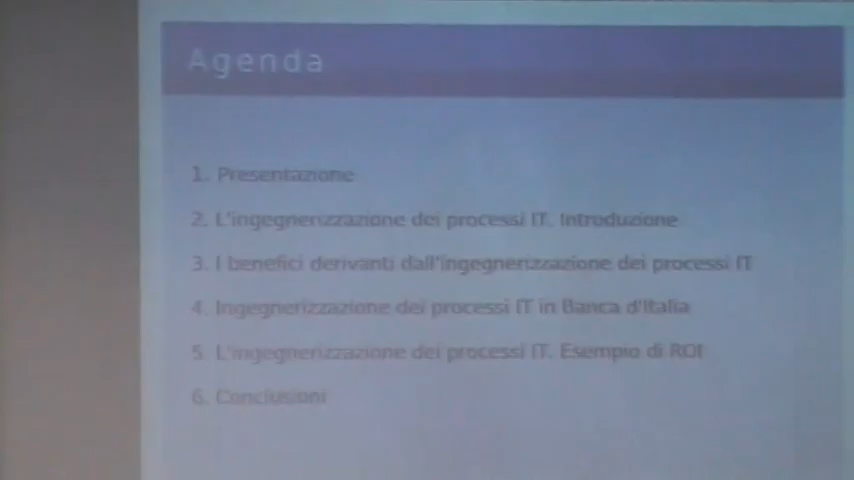 Agenda
1. Presentazione
2. L'ingegnerizzazione dei processi IT. Introduzione
3. I benefici derivanti dall'ingegnerizzazione dei processi IT
4. Ingegnerizzazione dei processi IT in Banca d'Italia
5. L'ingegnerizzazione dei processi IT. Esempio di ROI
6. Conclusioni